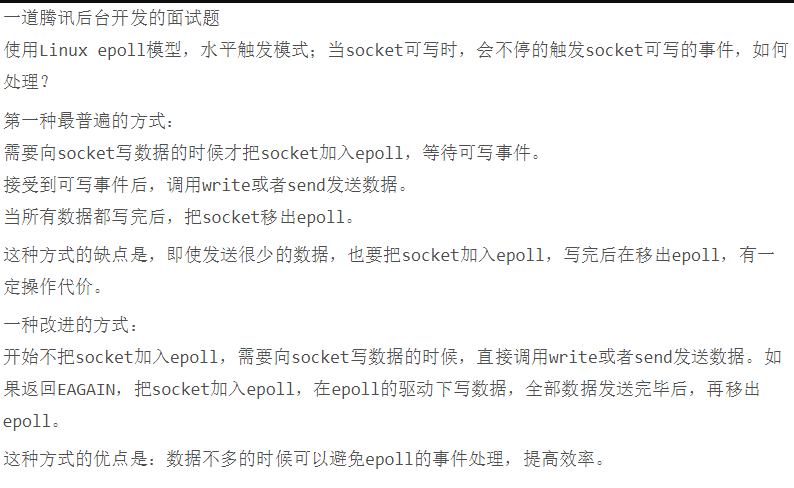 一道腾讯后台开发的面试题
使用Linux epoll模型，水平触发模式；当socket可写时，会不停的触发socket可写的事件，如何
处理？
第一种最普遍的方式：
需要向socket写数据的时候才把socket加入epoll，等待可写事件。
接受到可写事件后，调用write或者send发送数据。
当所有数据都写完后，把socket移出epoll。
这种方式的缺点是，即使发送很少的数据，也要把socket加入epoll，写完后在移出epoll，有一
定操作代价。
一种改进的方式：
开始不把socket加入epoll，需要向socket写数据的时候，直接调用write或者send发送数据。如
果返回EAGAIN，把socket加入epoll，在epoll的驱动下写数据，全部数据发送完毕后，再移出
epoll。
这种方式的优点是：数据不多的时候可以避免epoll的事件处理，提高效率。